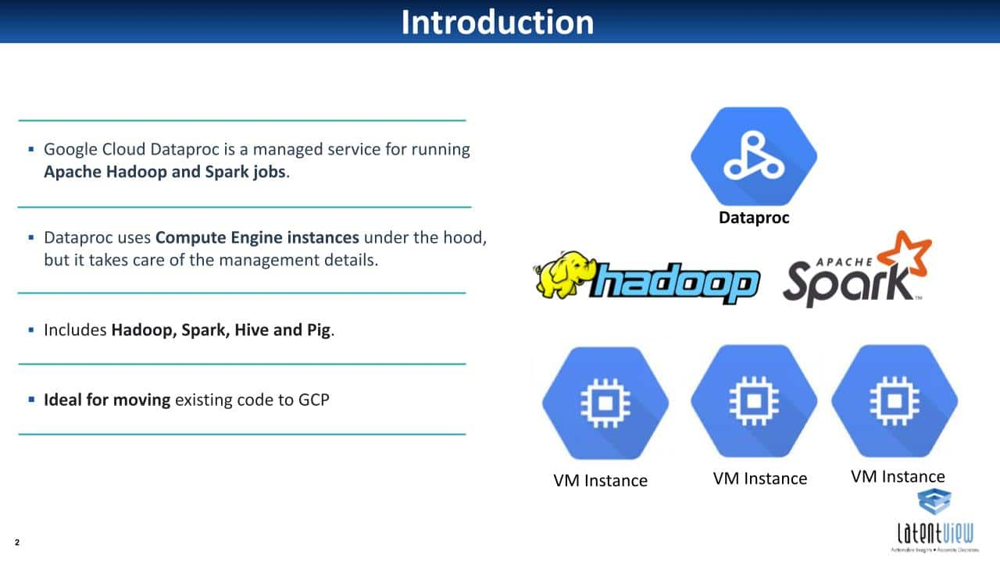 Introduction
▪ Google Cloud Dataproc is a managed service for running
Apache Hadoop and Spark jobs.
▪ Dataproc uses Compute Engine instances under the hood,
but it takes care of the management details.
▪ Includes Hadoop, Spark, Hive and Pig.
▪ Ideal for moving existing code to GCP
Dataproc
hadoop
APACHE
Spark™
VM Instance
VM Instance
VM Instance
LatentView
Actionable Insights • Accurate Decisions
2